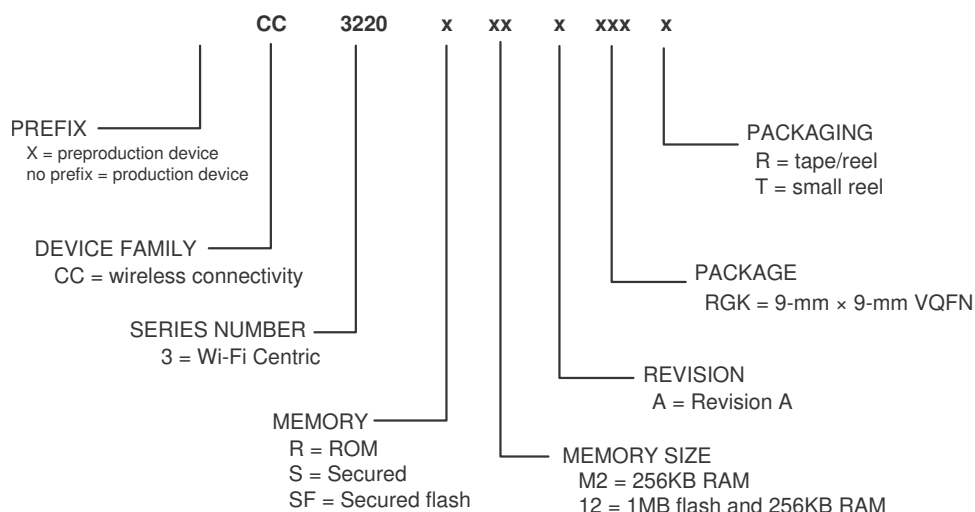 CC 3220 x xx x xxx x
PREFIX
X = preproduction device
no prefix = production device
PACKAGING
R = tape/reel
T = small reel
DEVICE FAMILY
CC = wireless connectivity
PACKAGE
RGK = 9-mm × 9-mm VQFN
SERIES NUMBER
3 = Wi-Fi Centric
REVISION
A = Revision A
MEMORY
R = ROM
S = Secured
SF = Secured flash
MEMORY SIZE
M2 = 256KB RAM
12 = 1MB flash and 256KB RAM